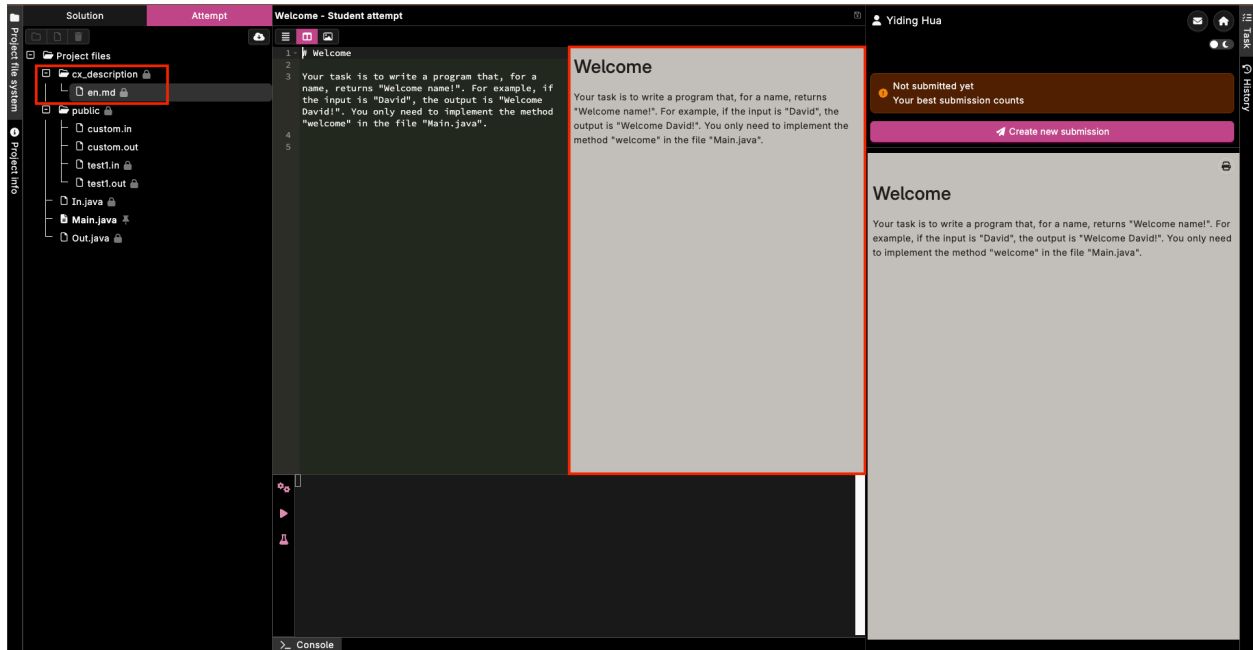 Solution
Attempt
Project file system
Project info
Project files
cx_description
en.md
public
custom.in
custom.out
test1.in
test1.out
In.java
Main.java
Out.java
Welcome - Student attempt
1 # Welcome
2
3 Your task is to write a program that, for a
name, returns "Welcome name!". For example, if
the input is "David", the output is "Welcome
David!". You only need to implement the method
"welcome" in the file "Main.java".
4
5
Welcome
Your task is to write a program that, for a name, returns
"Welcome name!". For example, if the input is "David", the
output is "Welcome David!". You only need to implement the
method "welcome" in the file "Main.java".
>_ Console
Yiding Hua
Not submitted yet
Your best submission counts
Create new submission
Welcome
Your task is to write a program that, for a name, returns "Welcome name!". For
example, if the input is "David", the output is "Welcome David!". You only need
to implement the method "welcome" in the file "Main.java".
Task
History